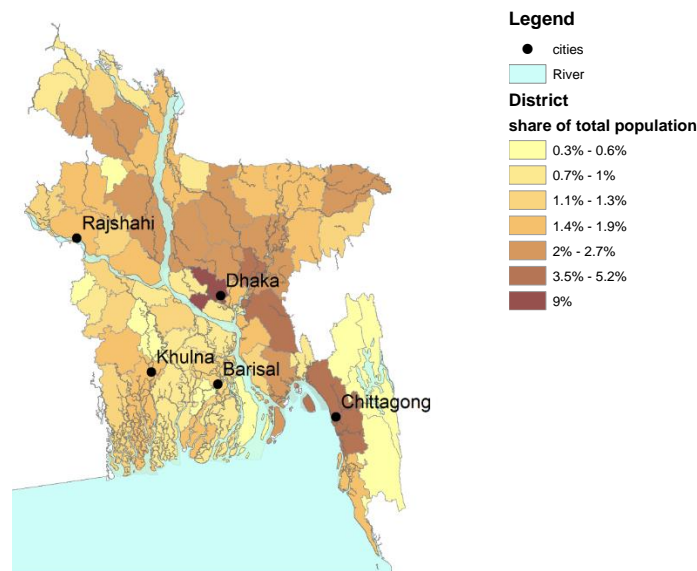 Legend
cities
River
District
share of total population
0.3% - 0.6%
0.7% - 1%
1.1% - 1.3%
1.4% - 1.9%
2% - 2.7%
3.5% - 5.2%
9%
Rajshahi
Dhaka
Khulna
Barisal
Chittagong